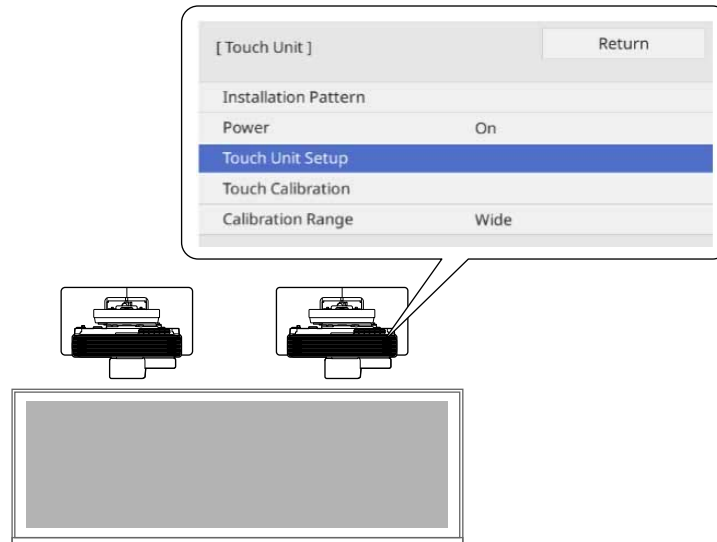 [ Touch Unit ] Return
Installation Pattern
Power On
Touch Unit Setup
Touch Calibration
Calibration Range Wide